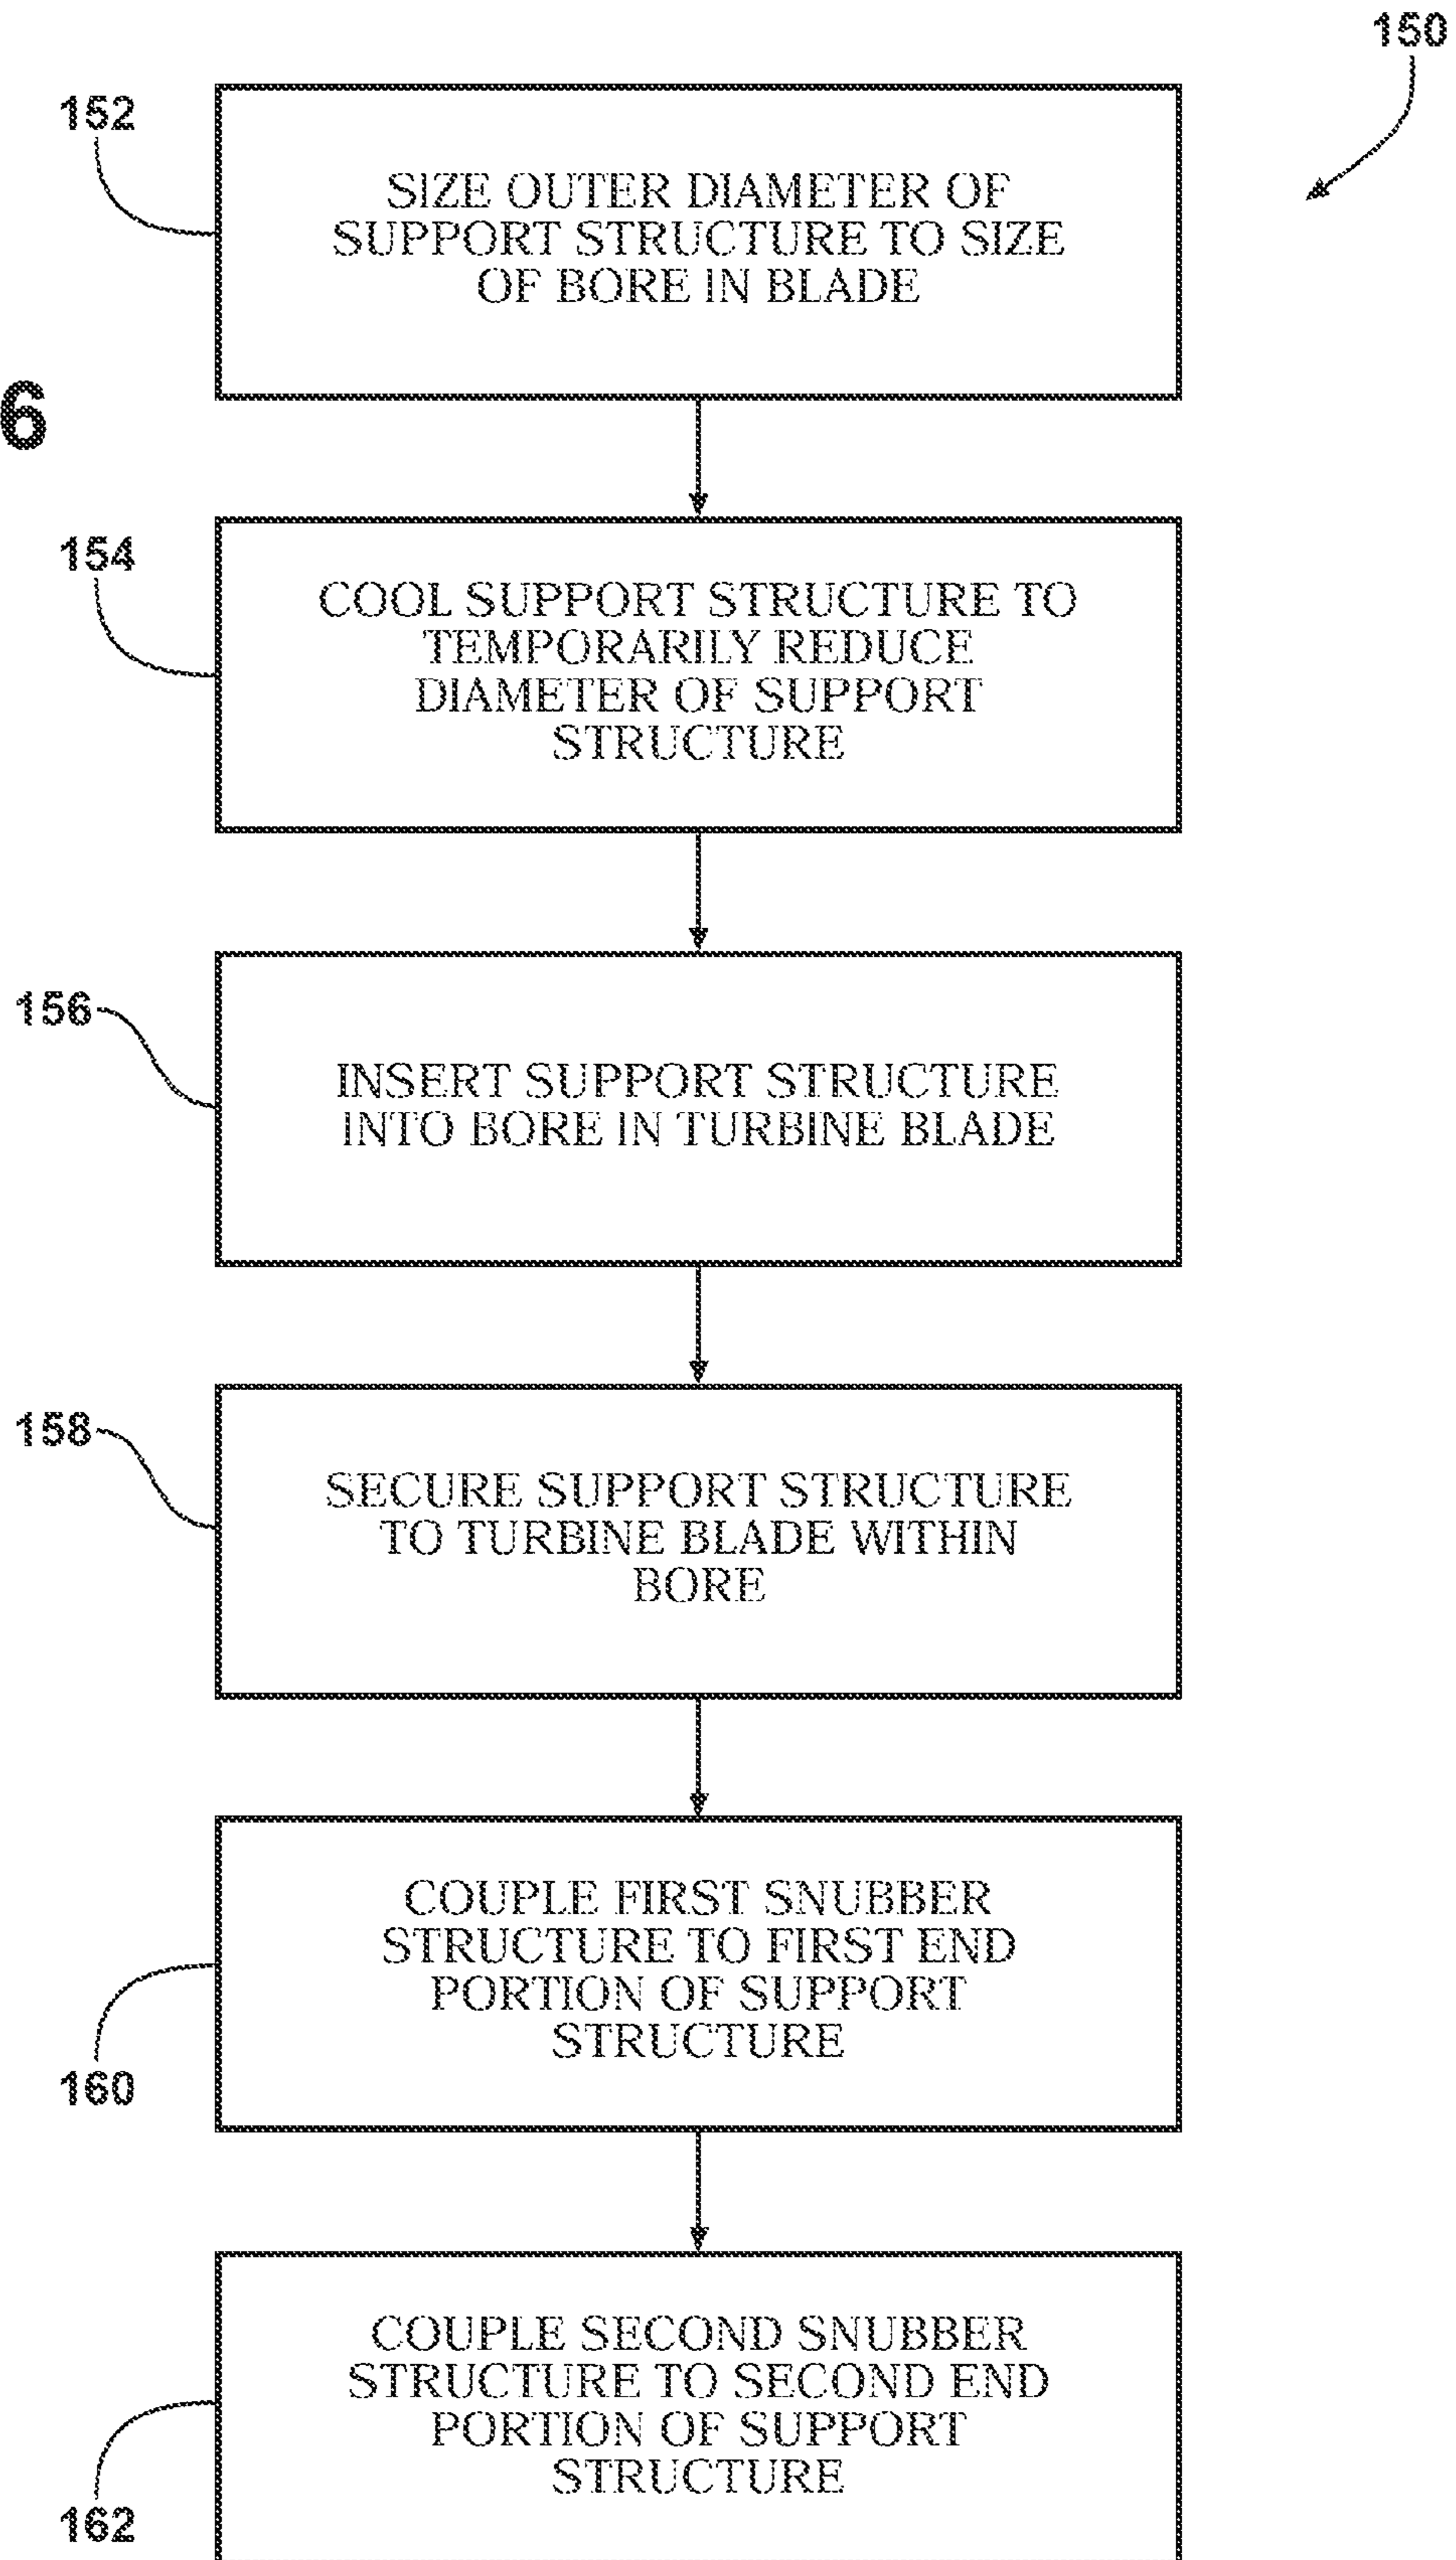 150
152
SIZE OUTER DIAMETER OF
SUPPORT STRUCTURE TO SIZE
OF BORE IN BLADE
6
154
COOL SUPPORT STRUCTURE TO
TEMPORARILY REDUCE
DIAMETER OF SUPPORT
STRUCTURE
156
INSERT SUPPORT STRUCTURE
INTO BORE IN TURBINE BLADE
158
SECURE SUPPORT STRUCTURE
TO TURBINE BLADE WITHIN
BORE
COUPLE FIRST SNUBBER
STRUCTURE TO FIRST END
PORTION OF SUPPORT
STRUCTURE
160
COUPLE SECOND SNUBBER
STRUCTURE TO SECOND END
PORTION OF SUPPORT
STRUCTURE
162